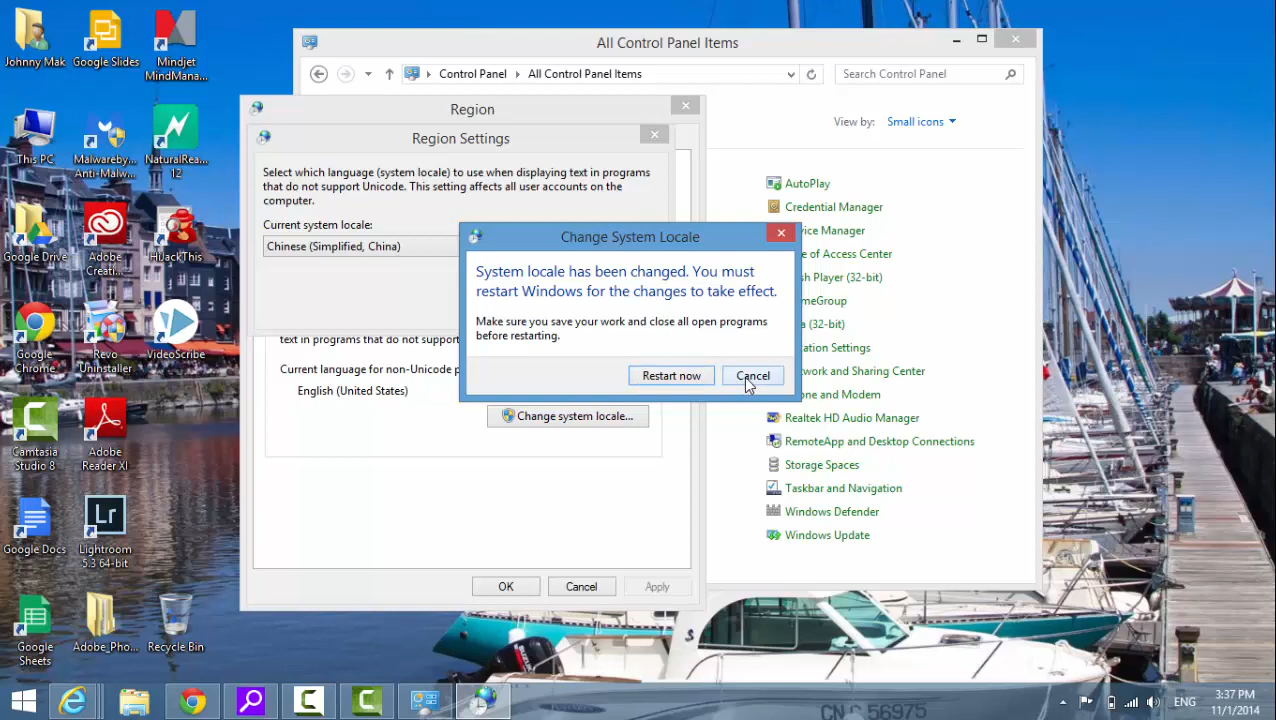 Johnny Mak
Google Slides
Mindjet
MindMana...
This PC
Malwareby...
Anti-Malw...
NaturalRea...
12
Google Drive
Adobe
Creati...
HiJackThis
Google
Chrome
Revo
Uninstaller
VideoScribe
Camtasia
Studio 8
Adobe
Reader XI
Google Docs
Lr
Lightroom
5.3 64-bit
Google
Sheets
Adobe_Pho...
Recycle Bin
All Control Panel Items
Control Panel
All Control Panel Items
Search Control Panel
View by:
Small icons
AutoPlay
Credential Manager
vice Manager
e of Access Center
sh Player (32-bit)
meGroup
a (32-bit)
cation Settings
etwork and Sharing Center
ne and Modem
Realtek HD Audio Manager
RemoteApp and Desktop Connections
Storage Spaces
Taskbar and Navigation
Windows Defender
Windows Update
Region
Region Settings
Select which language (system locale) to use when displaying text in programs
that do not support Unicode. This setting affects all user accounts on the
computer.
Current system locale:
Chinese (Simplified, China)
text in programs that do not support
Current language for non-Unicode p
English (United States)
Change system locale...
OK
Cancel
Apply
Change System Locale
System locale has been changed. You must
restart Windows for the changes to take effect.
Make sure you save your work and close all open programs
before restarting.
Restart now
Cancel
SUZUKI
CN C 56975
ENG
3:37 PM
11/1/2014